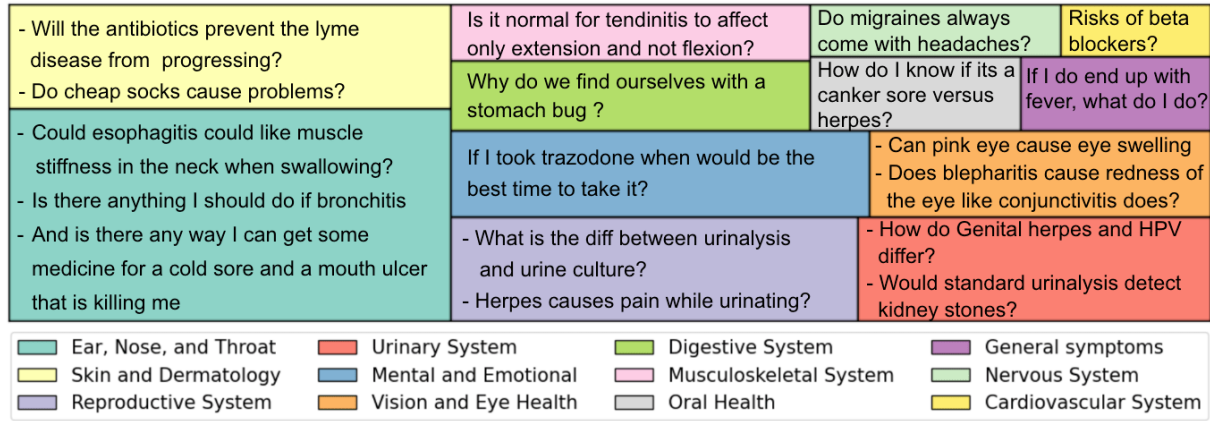 - Will the antibiotics prevent the lyme
disease from  progressing?
- Do cheap socks cause problems?
- Could esophagitis could like muscle
stiffness in the neck when swallowing?
- Is there anything I should do if bronchitis
- And is there any way I can get some
medicine for a cold sore and a mouth ulcer
that is killing me
Is it normal for tendinitis to affect
only extension and not flexion?
Do migraines always
come with headaches?
Risks of beta
blockers?
Why do we find ourselves with a
stomach bug ?
How do I know if its a
canker sore versus
herpes?
If I do end up with
fever, what do I do?
If I took trazodone when would be the
best time to take it?
- Can pink eye cause eye swelling
- Does blepharitis cause redness of
the eye like conjunctivitis does?
- What is the diff between urinalysis
and urine culture?
- Herpes causes pain while urinating?
- How do Genital herpes and HPV
differ?
- Would standard urinalysis detect
kidney stones?
Ear, Nose, and Throat
Urinary System
Digestive System
General symptoms
Skin and Dermatology
Mental and Emotional
Musculoskeletal System
Nervous System
Reproductive System
Vision and Eye Health
Oral Health
Cardiovascular System